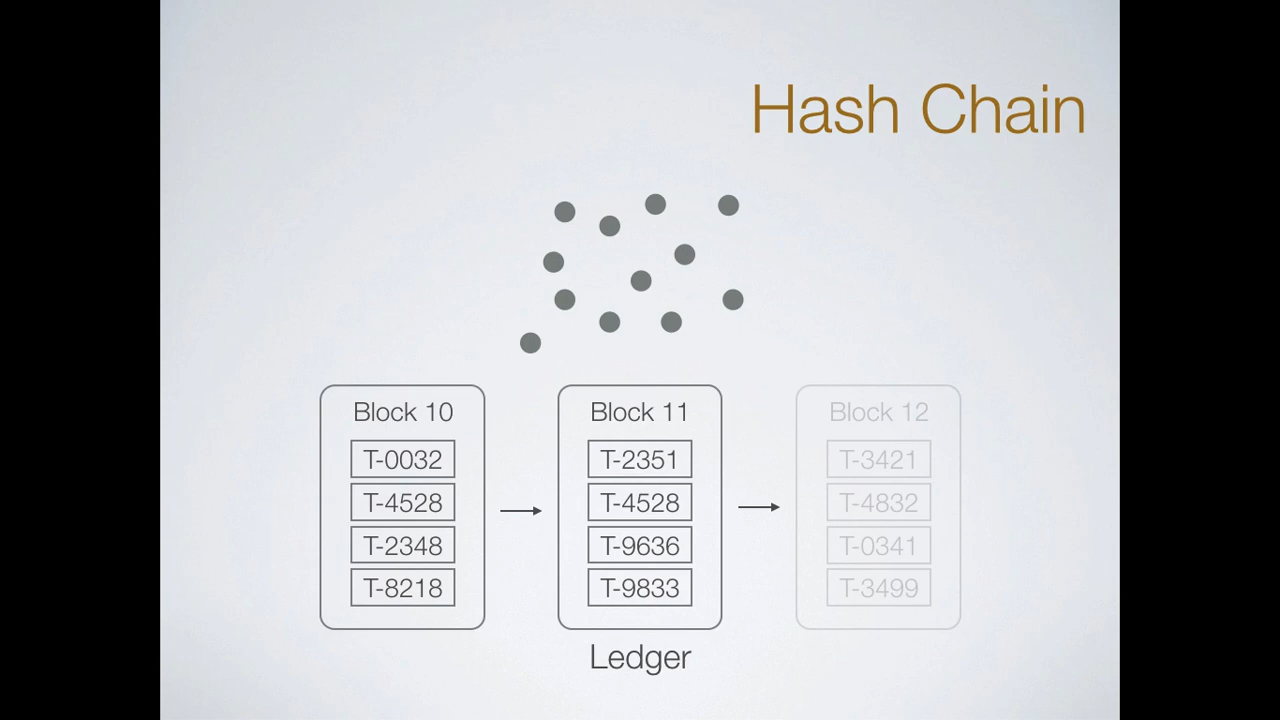 Hash Chain
Block 10
T-0032
T-4528
T-2348
T-8218
Block 11
T-2351
T-4528
T-9636
T-9833
Block 12
T-3421
T-4832
T-0341
T-3499
Ledger